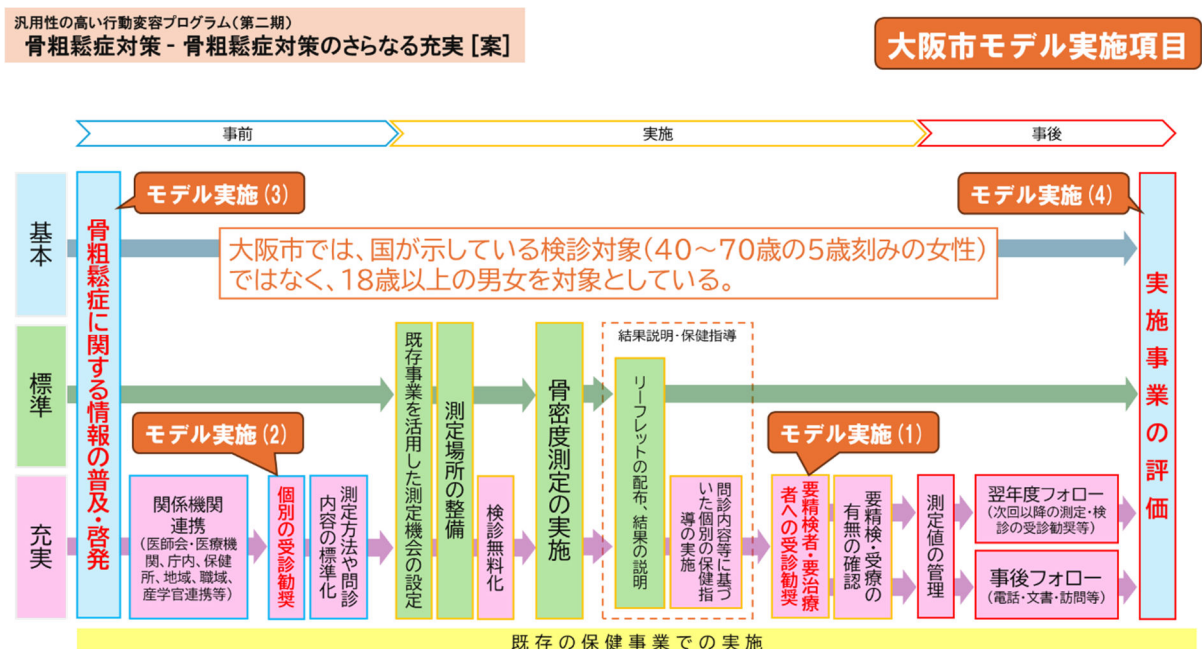 汎用性の高い行動変容プログラム(第二期)
骨粗鬆症対策 - 骨粗鬆症対策のさらなる充実 [案]
大阪市モデル実施項目
事前
実施
事後
基本
標準
充実
モデル実施(3)
モデル実施(4)
骨粗鬆症に関する情報の普及・啓発
大阪市では、国が示している検診対象(40~70歳の5歳刻みの女性)
ではなく、18歳以上の男女を対象としている。
モデル実施(2)
関係機関
連携
(医師会・医療機
関、庁内、保健
所、地域、職域、
産学官連携等)
個別の受診勧奨
測定方法や問診
内容の標準化
既存事業を活用した測定機会の設定
測定場所の整備
検診無料化
骨密度測定の実施
結果説明・保健指導
リーフレットの配布、結果の説明
問診内容等に基づ
いた個別の保健指
導の実施
モデル実施(1)
要精検者・要治療
者への受診勧奨
要精検・受療の
有無の確認
測定値の管理
翌年度フォロー
(次回以降の測定・検
診の受診勧奨等)
事後フォロー
(電話・文書・訪問等)
実施事業の評価
既存の保健事業での実施